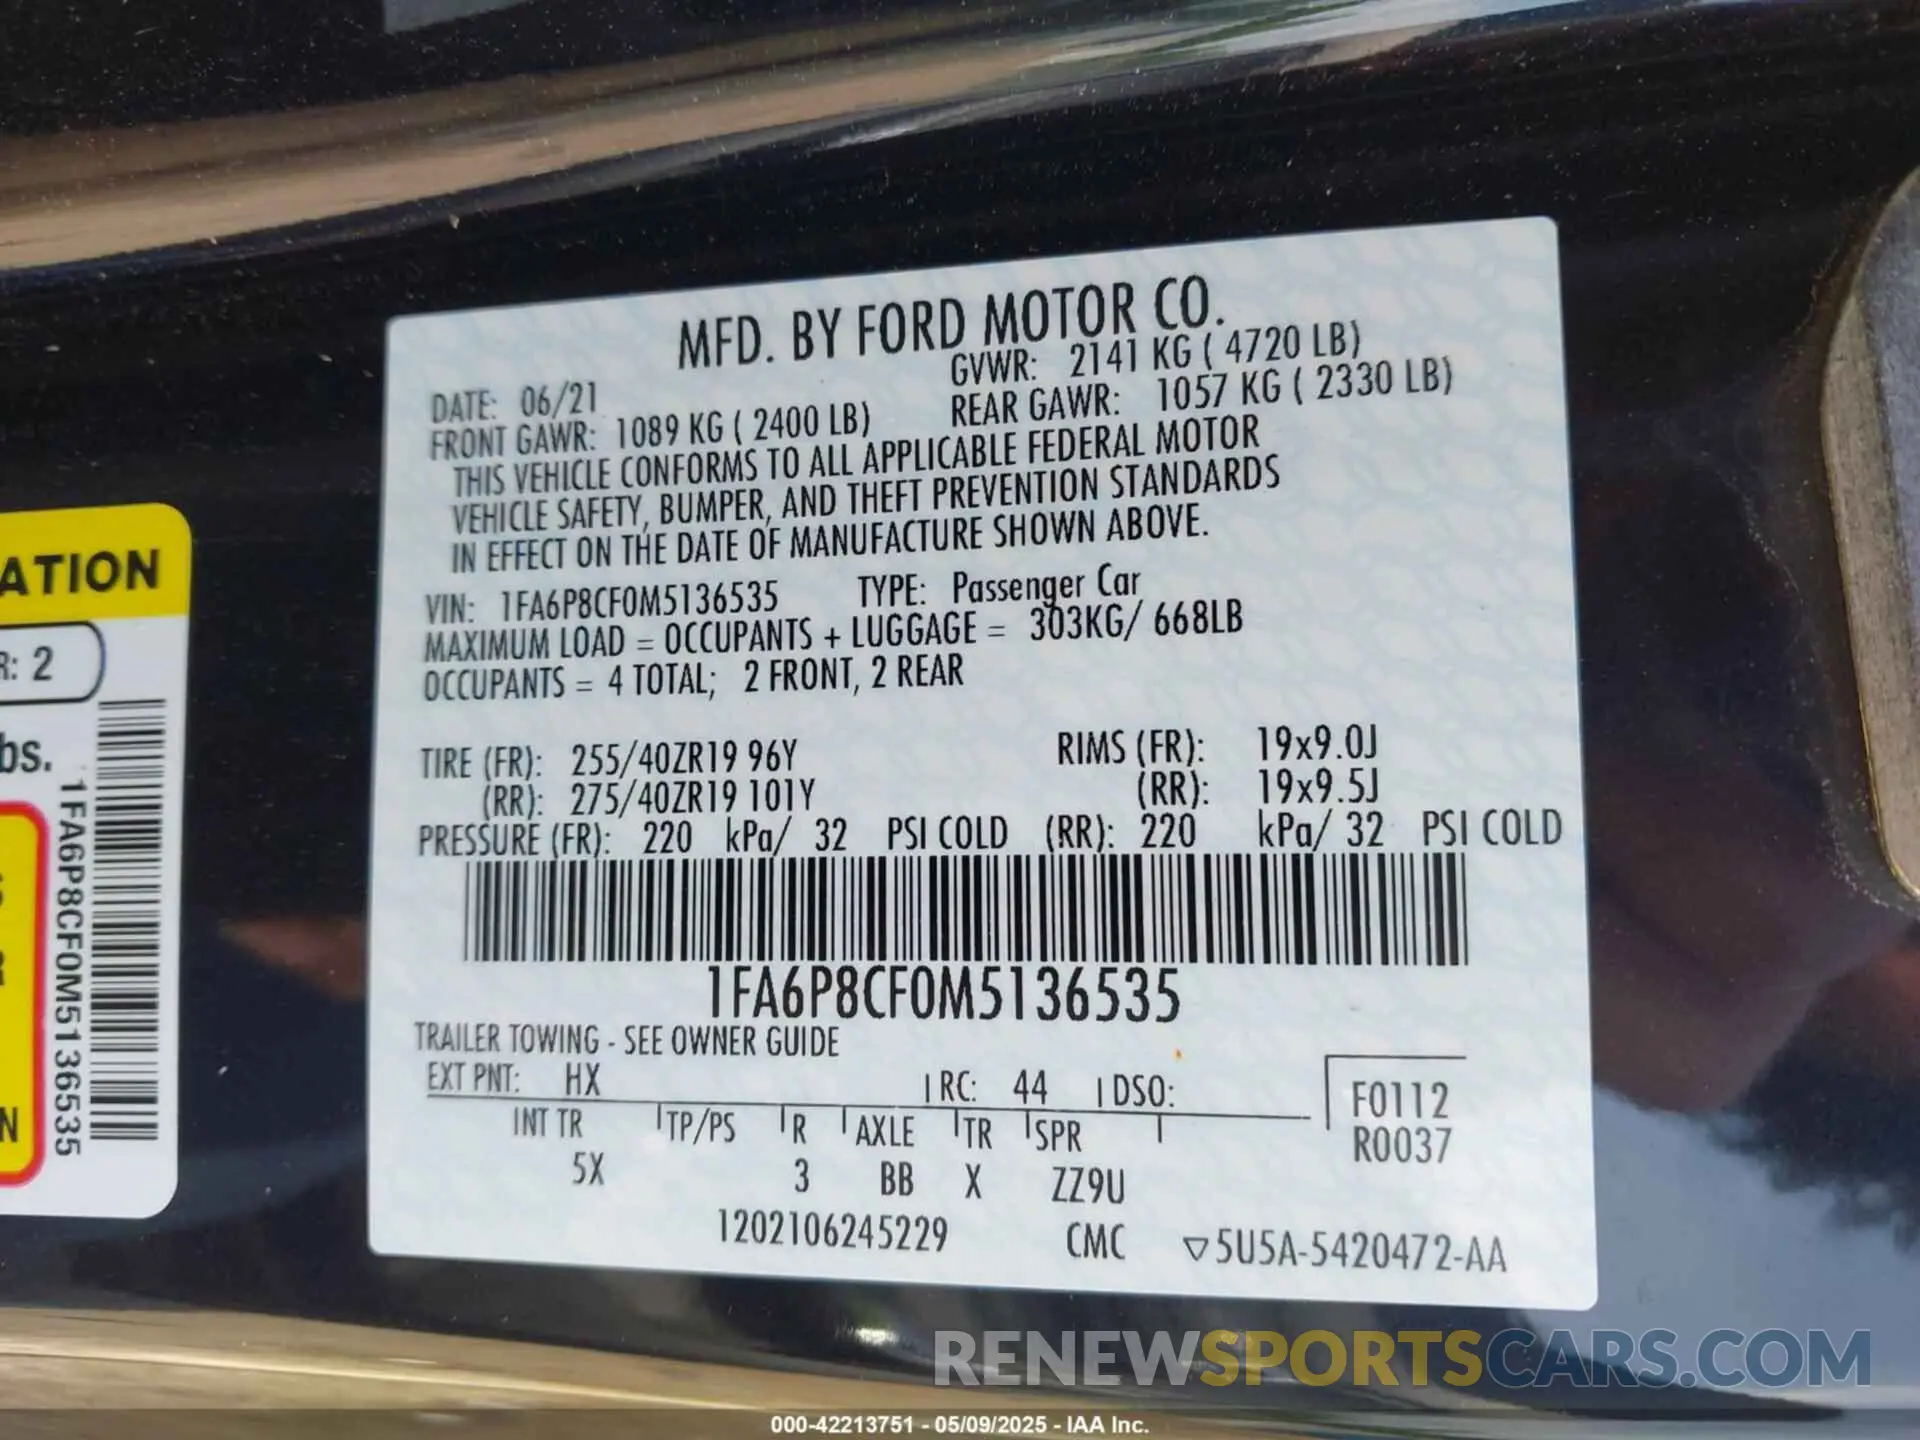 MFD. BY FORD MOTOR CO.
DATE: 06/21
GVWR: 2141 KG ( 4720 LB)
FRONT GAWR: 1089 KG ( 2400 LB)
REAR GAWR: 1057 KG ( 2330 LB)
THIS VEHICLE CONFORMS TO ALL APPLICABLE FEDERAL MOTOR
VEHICLE SAFETY, BUMPER, AND THEFT PREVENTION STANDARDS
IN EFFECT ON THE DATE OF MANUFACTURE SHOWN ABOVE.
VIN: 1FA6P8CF0M5136535 TYPE: Passenger Car
MAXIMUM LOAD = OCCUPANTS + LUGGAGE = 303KG/ 668LB
OCCUPANTS = 4 TOTAL; 2 FRONT, 2 REAR
TIRE (FR): 255/40ZR19 96Y RIMS (FR): 19x9.0J
(RR): 275/40ZR19 101Y (RR): 19x9.5J
PRESSURE (FR): 220 kPa/ 32 PSI COLD (RR): 220 kPa/ 32 PSI COLD
1FA6P8CF0M5136535
TRAILER TOWING - SEE OWNER GUIDE
EXT PNT: HX RC: 44 DSO:
INT TR TP/PS R AXLE TR SPR
5X 3 BB X ZZ9U
F0112
R0037
1202106245229 CMC ▽5U5A-5420472-AA
ATION
R: 2
bs.
1FA6P8CF0M5136535
S
R
N
RENEWSPORTSCARS.COM
000-42213751 - 05/09/2025 - IAA Inc.